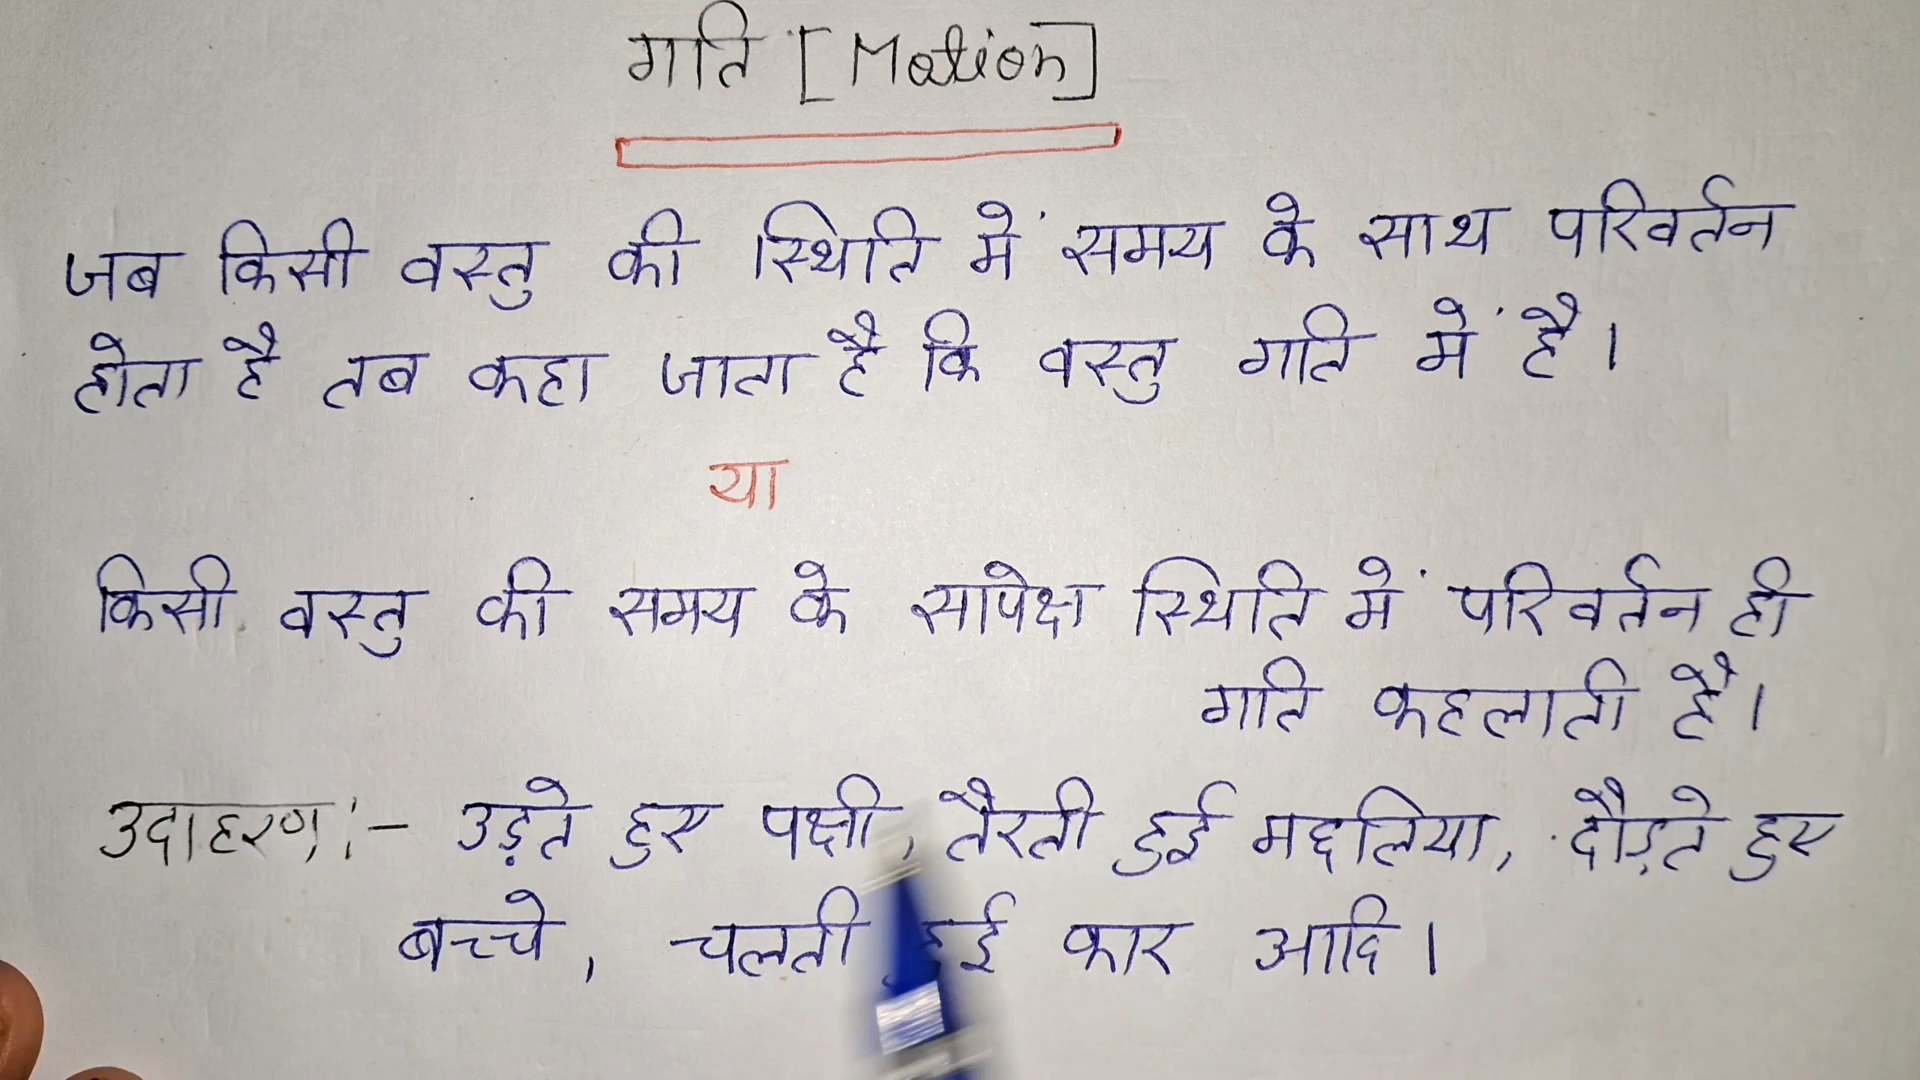 गति [Motion]
जब किसी वस्तु की स्थिति में समय के साथ परिवर्तन
होता है तब कहा जाता है कि वस्तु गति में है।
या
किसी वस्तु की समय के सापेक्ष स्थिति में परिवर्तन ही
गति कहलाती है।
उदाहरण:- उड़ते हुए पक्षी, तैरती हुई मछलिया, दौड़ते हुए
बच्चे, चलती हुई कार आदि।